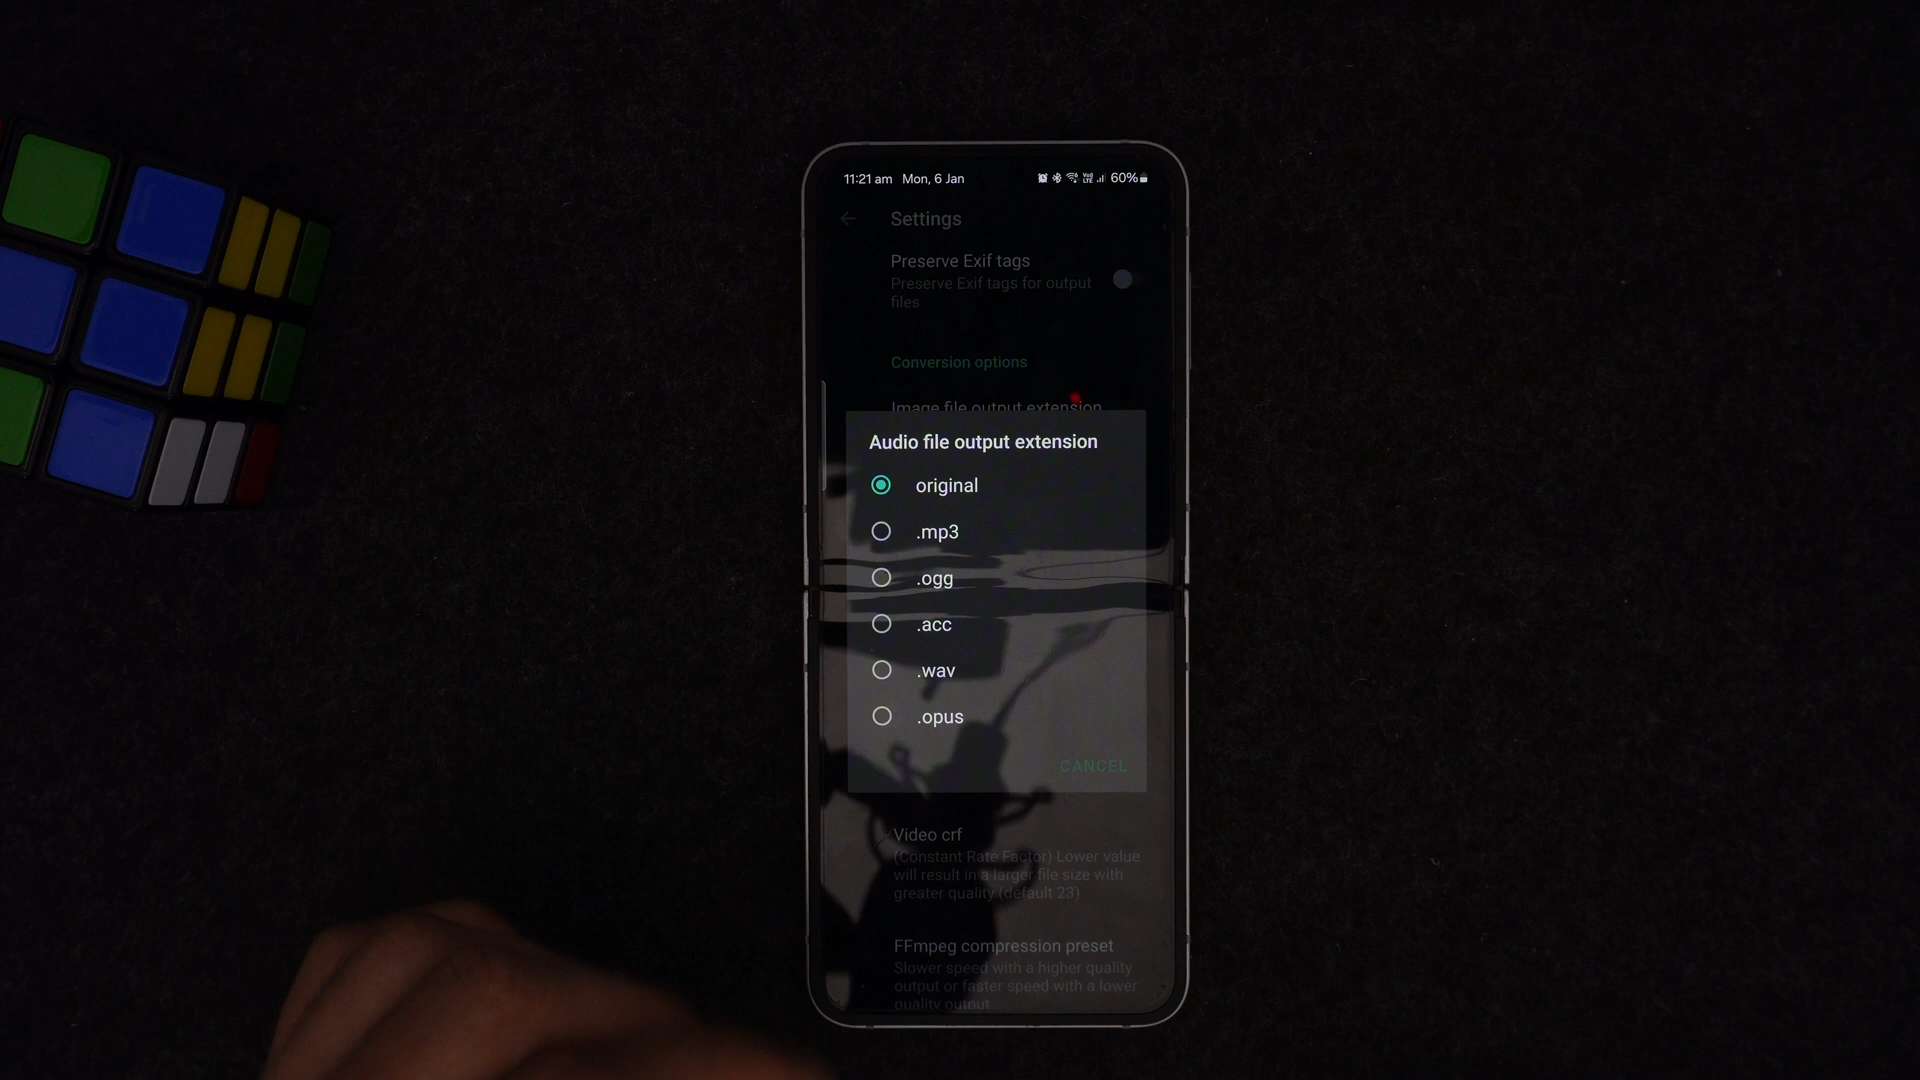 11:21 am Mon, 6 Jan 60%
Settings
Preserve Exif tags
Preserve Exif tags for output
files
Conversion options
Image file output extension
Audio file output extension
original
.mp3
.ogg
.acc
.wav
.opus
CANCEL
Video crf
(Constant Rate Factor) Lower value
will result in a larger file size with
greater quality (default 23)
FFmpeg compression preset
Slower speed with a higher quality
output or faster speed with a lower
quality output